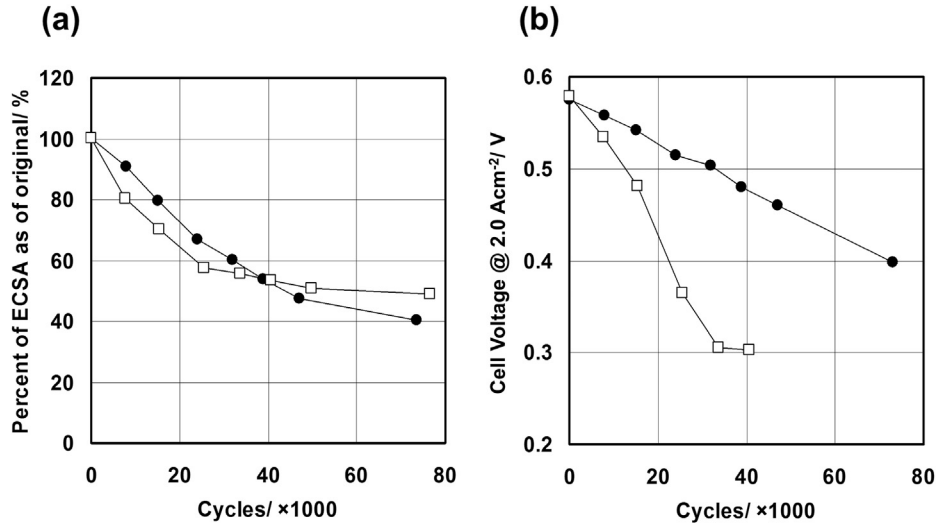 (a)
120
100
80
60
40
20
0
Percent of ECSA as of original/ %
0 20 40 60 80
Cycles/ ×1000
(b)
0.6
0.5
0.4
0.3
0.2
Cell Voltage @ 2.0 Acm⁻²/ V
0 20 40 60 80
Cycles/ ×1000